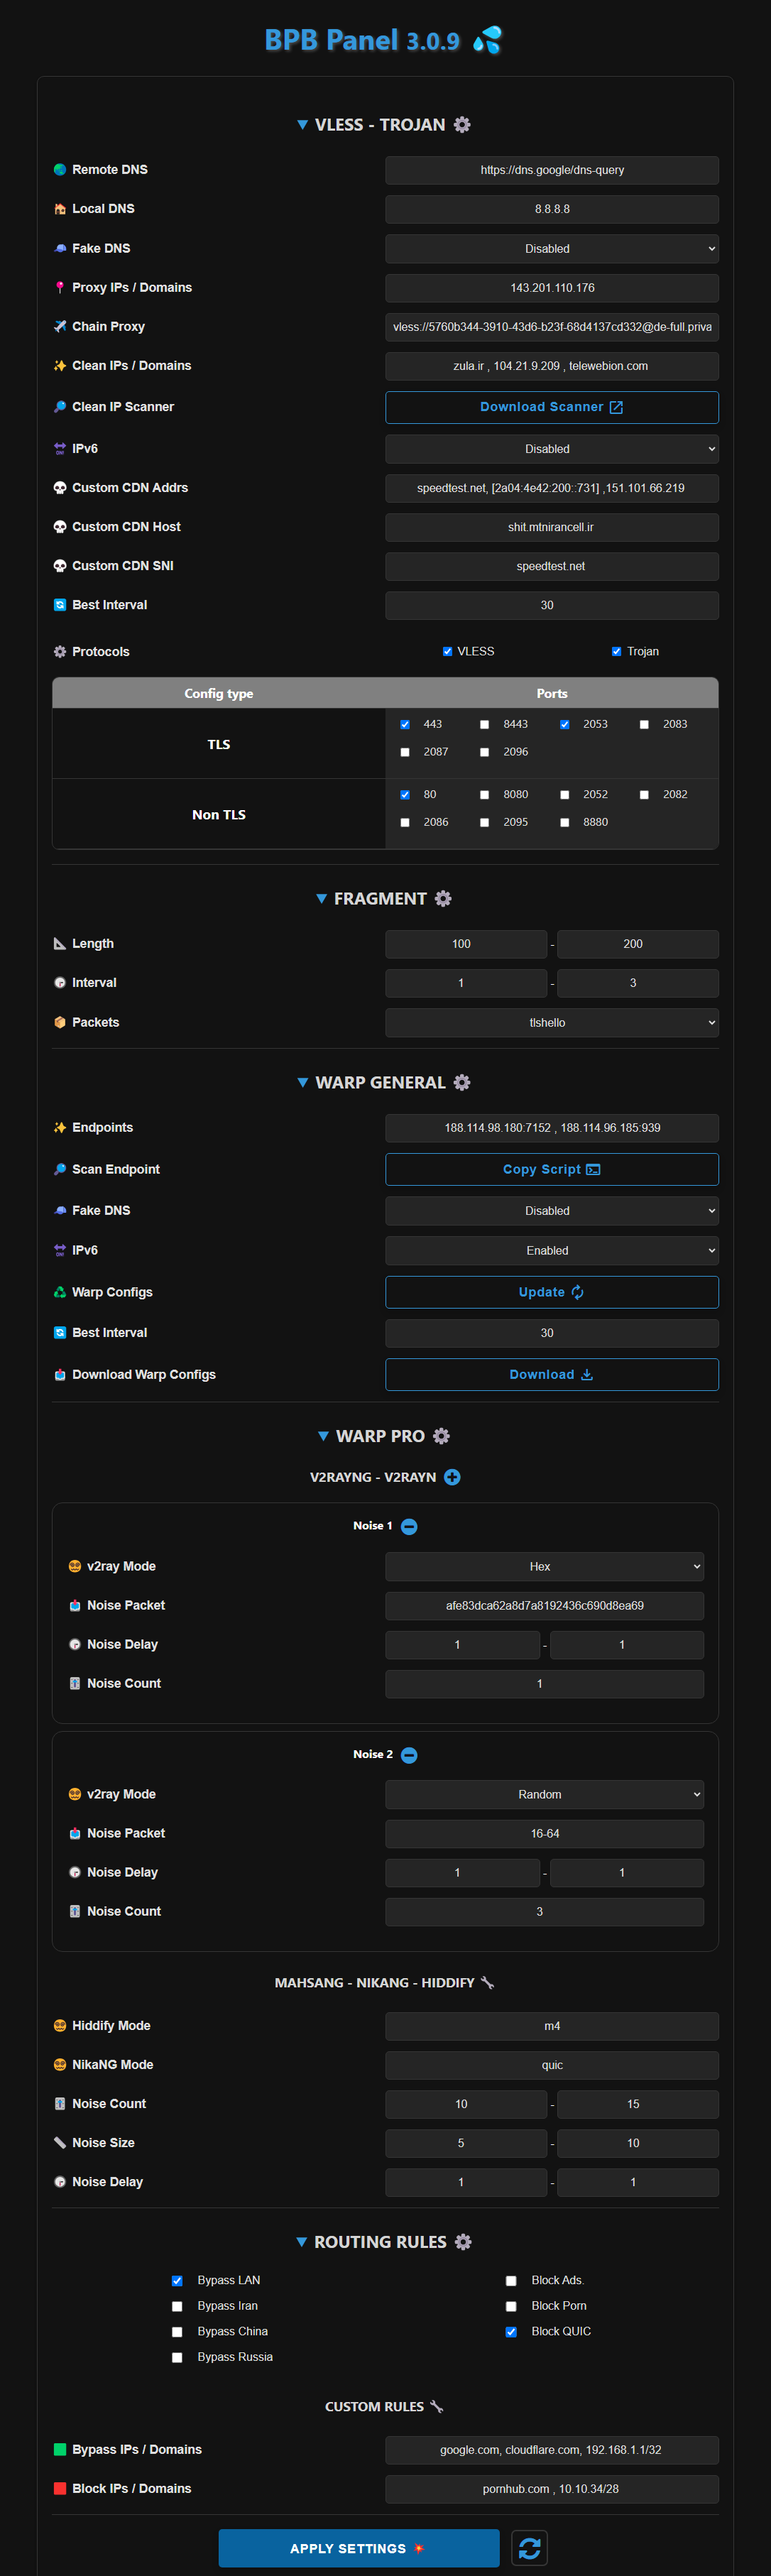 BPB Panel 3.0.9
VLESS - TROJAN
Remote DNS https://dns.google/dns-query
Local DNS 8.8.8.8
Fake DNS Disabled
Proxy IPs / Domains 143.201.110.176
Chain Proxy vless://5760b344-3910-43d6-b23f-68d4137cd332@de-full.priva
Clean IPs / Domains zula.ir , 104.21.9.209 , telewebion.com
Clean IP Scanner Download Scanner
IPv6 Disabled
Custom CDN Addrs speedtest.net, [2a04:4e42:200::731] ,151.101.66.219
Custom CDN Host shit.mtnirancell.ir
Custom CDN SNI speedtest.net
Best Interval 30
Protocols VLESS Trojan
Config type Ports
443 8443 2053 2083
TLS
2087 2096
80 8080 2052 2082
Non TLS
2086 2095 8880
FRAGMENT
Length 100 - 200
Interval 1 - 3
Packets tlshello
WARP GENERAL
Endpoints 188.114.98.180:7152 , 188.114.96.185:939
Scan Endpoint Copy Script
Fake DNS Disabled
IPv6 Enabled
Warp Configs Update
Best Interval 30
Download Warp Configs Download
WARP PRO
V2RAYNG - V2RAYN
Noise 1
v2ray Mode Hex
Noise Packet afe83dca62a8d7a8192436c690d8ea69
Noise Delay 1 - 1
Noise Count 1
Noise 2
v2ray Mode Random
Noise Packet 16-64
Noise Delay 1 - 1
Noise Count 3
MAHSANG - NIKANG - HIDDIFY
Hiddify Mode m4
NikaNG Mode quic
Noise Count 10 - 15
Noise Size 5 - 10
Noise Delay 1 - 1
ROUTING RULES
Bypass LAN Block Ads.
Bypass Iran Block Porn
Bypass China Block QUIC
Bypass Russia
CUSTOM RULES
Bypass IPs / Domains google.com, cloudflare.com, 192.168.1.1/32
Block IPs / Domains pornhub.com , 10.10.34/28
APPLY SETTINGS